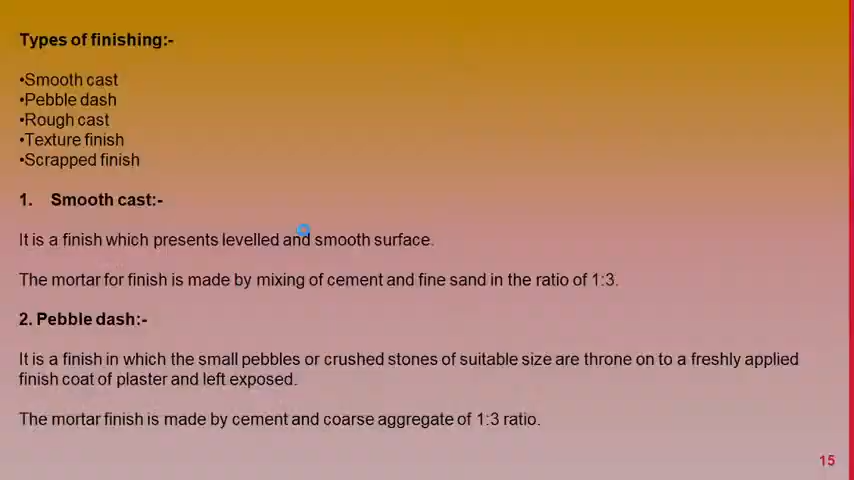 Types of finishing:-
•Smooth cast
•Pebble dash
•Rough cast
•Texture finish
•Scrapped finish
1. Smooth cast:-
It is a finish which presents levelled and smooth surface.
The mortar for finish is made by mixing of cement and fine sand in the ratio of 1:3.
2. Pebble dash:-
It is a finish in which the small pebbles or crushed stones of suitable size are throne on to a freshly applied
finish coat of plaster and left exposed.
The mortar finish is made by cement and coarse aggregate of 1:3 ratio.
15